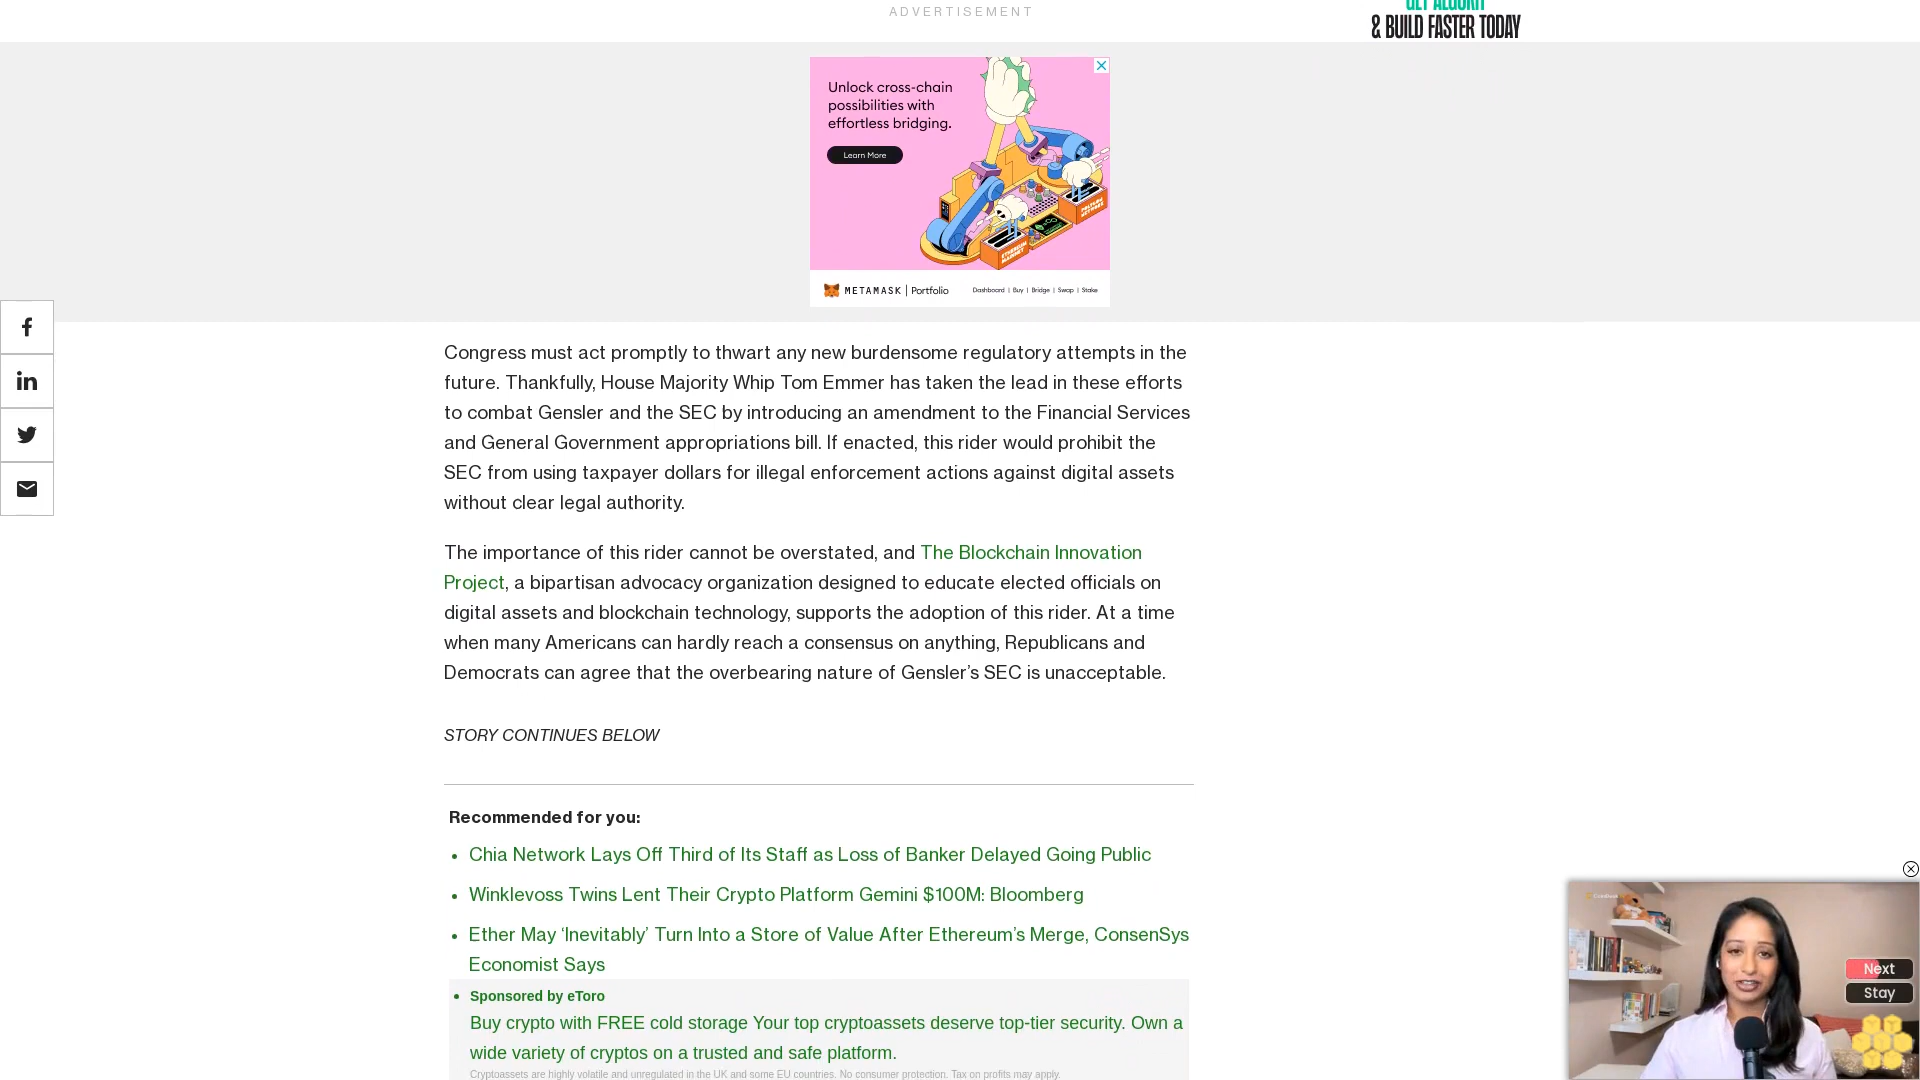 ADVERTISEMENT
& BUILD FASTER TODAY
Unlock cross-chain
possibilities with
effortless bridging.
Learn More
METAMASK | Portfolio
Dashboard | Buy | Bridge | Swap | Stake
Congress must act promptly to thwart any new burdensome regulatory attempts in the
future. Thankfully, House Majority Whip Tom Emmer has taken the lead in these efforts
to combat Gensler and the SEC by introducing an amendment to the Financial Services
and General Government appropriations bill. If enacted, this rider would prohibit the
SEC from using taxpayer dollars for illegal enforcement actions against digital assets
without clear legal authority.
The importance of this rider cannot be overstated, and The Blockchain Innovation
Project, a bipartisan advocacy organization designed to educate elected officials on
digital assets and blockchain technology, supports the adoption of this rider. At a time
when many Americans can hardly reach a consensus on anything, Republicans and
Democrats can agree that the overbearing nature of Gensler’s SEC is unacceptable.
STORY CONTINUES BELOW
Recommended for you:
• Chia Network Lays Off Third of Its Staff as Loss of Banker Delayed Going Public
• Winklevoss Twins Lent Their Crypto Platform Gemini $100M: Bloomberg
• Ether May ‘Inevitably’ Turn Into a Store of Value After Ethereum’s Merge, ConsenSys
Economist Says
• Sponsored by eToro
Buy crypto with FREE cold storage Your top cryptoassets deserve top-tier security. Own a
wide variety of cryptos on a trusted and safe platform.
Cryptoassets are highly volatile and unregulated in the UK and some EU countries. No consumer protection. Tax on profits may apply.
Next
Stay